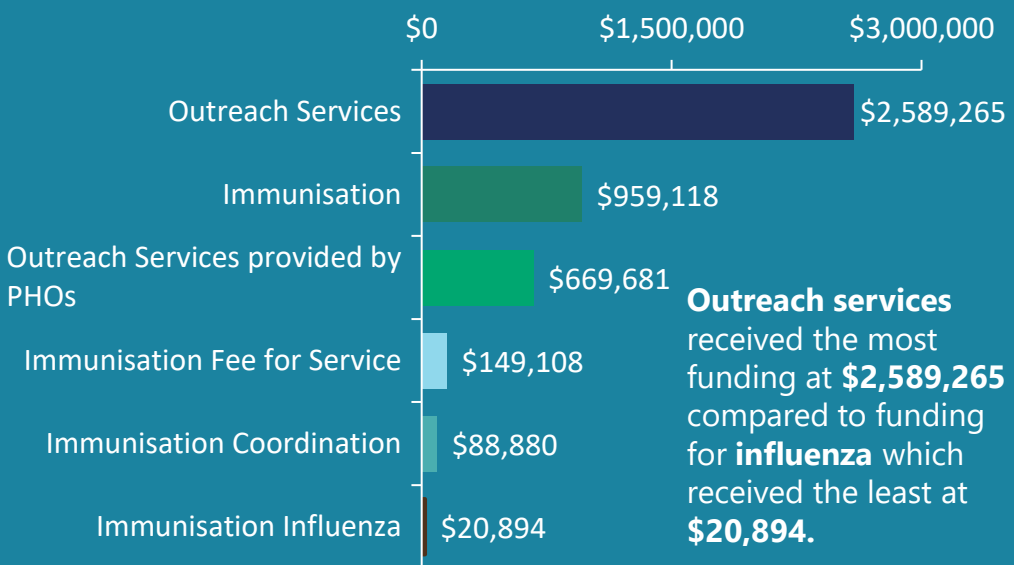 $0 $1,500,000 $3,000,000
Outreach Services $2,589,265
Immunisation $959,118
Outreach Services provided by
PHOs
$669,681
Immunisation Fee for Service $149,108
Immunisation Coordination $88,880
Immunisation Influenza $20,894
Outreach services
received the most
funding at $2,589,265
compared to funding
for influenza which
received the least at
$20,894.